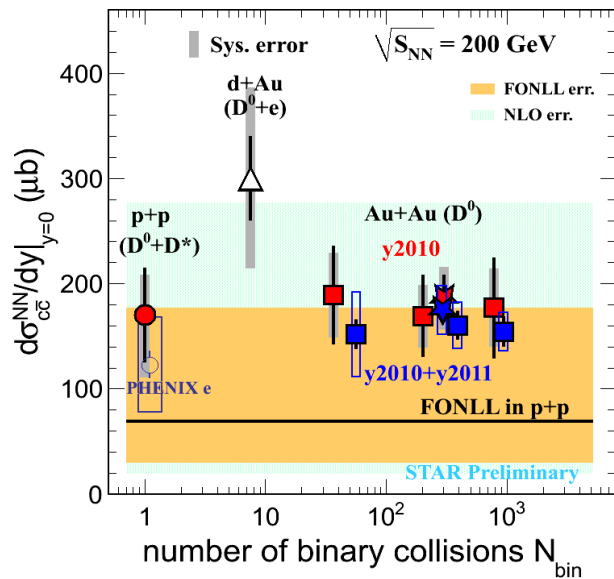 Sys. error
√S_NN = 200 GeV
d+Au
(D⁰+e)
FONLL err.
NLO err.
p+p
(D⁰+D*)
Au+Au (D⁰)
y2010
PHENIX e
y2010+y2011
FONLL in p+p
STAR Preliminary
dσ^NN_cc̄/dy|_y=0 (μb)
400
300
200
100
0
1 10 10² 10³
number of binary collisions N_bin